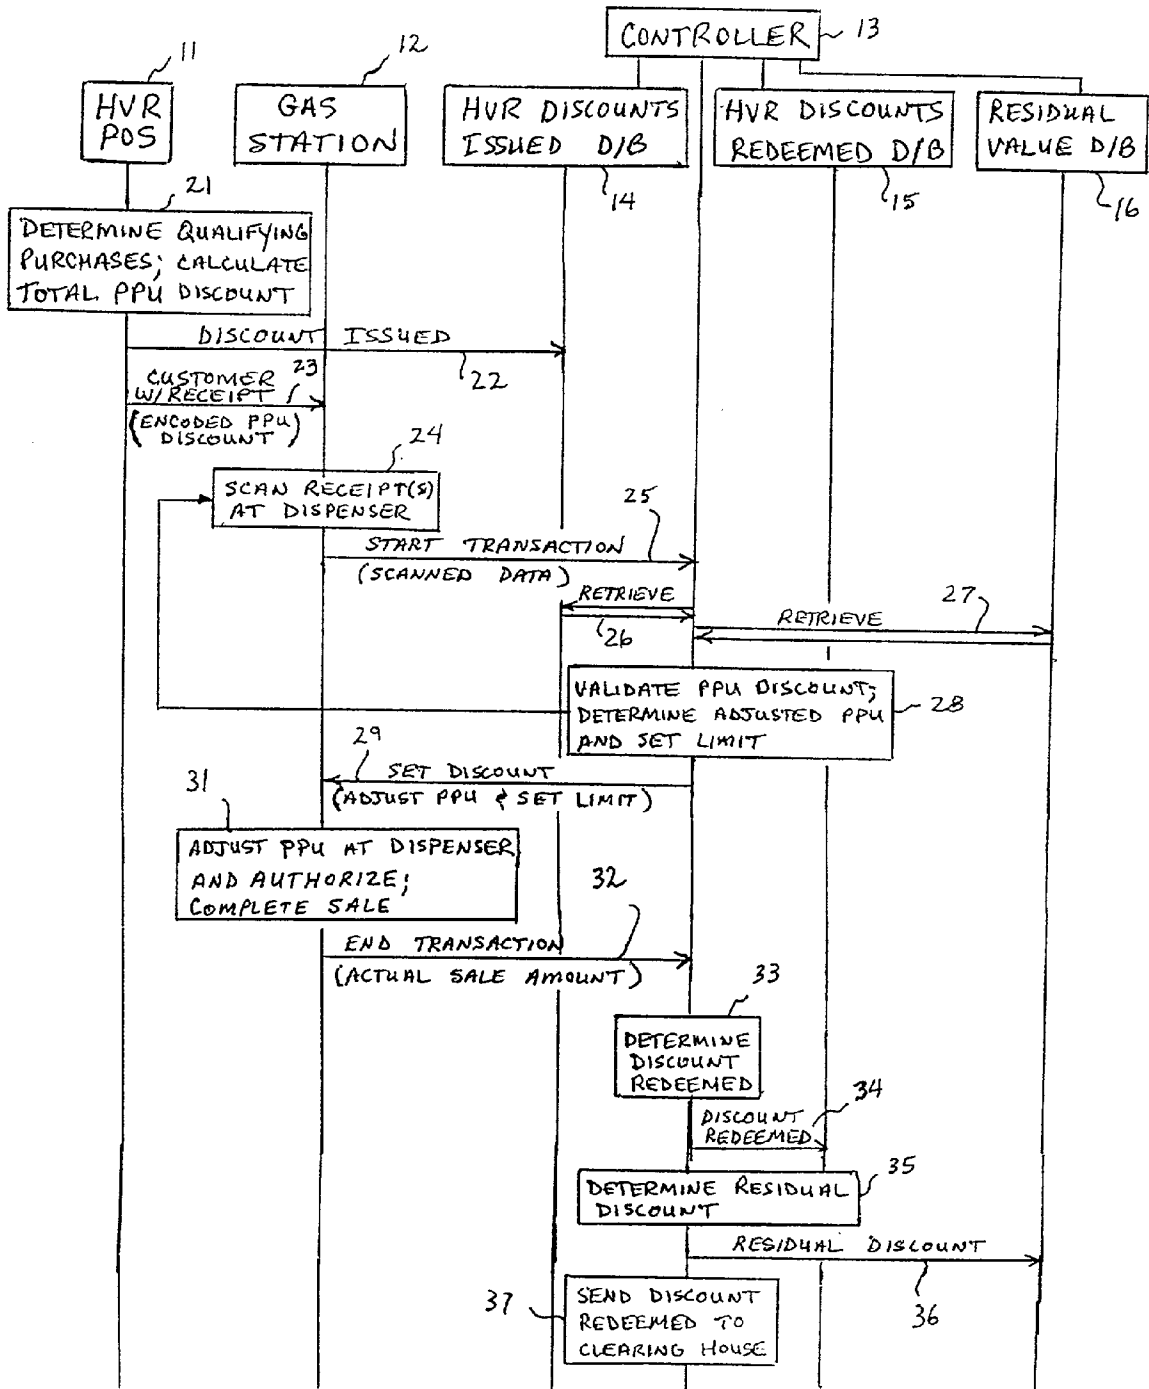 CONTROLLER 13
11
12
HVR
POS
GAS
STATION
HVR DISCOUNTS
ISSUED D/B
HVR DISCOUNTS
REDEEMED D/B
RESIDUAL
VALUE D/B
14
15
16
21
DETERMINE QUALIFYING
PURCHASES; CALCULATE
TOTAL PPU DISCOUNT
DISCOUNT ISSUED
22
CUSTOMER
W/RECEIPT
23
(ENCODED PPU
DISCOUNT)
24
SCAN RECEIPT(S)
AT DISPENSER
25
START TRANSACTION
(SCANNED DATA)
RETRIEVE
26
27
RETRIEVE
VALIDATE PPU DISCOUNT;
DETERMINE ADJUSTED PPU
AND SET LIMIT
28
29
SET DISCOUNT
(ADJUST PPU & SET LIMIT)
31
ADJUST PPU AT DISPENSER
AND AUTHORIZE;
COMPLETE SALE
32
END TRANSACTION
(ACTUAL SALE AMOUNT)
33
DETERMINE
DISCOUNT
REDEEMED
34
DISCOUNT
REDEEMED
35
DETERMINE RESIDUAL
DISCOUNT
RESIDUAL DISCOUNT
36
37
SEND DISCOUNT
REDEEMED TO
CLEARING HOUSE